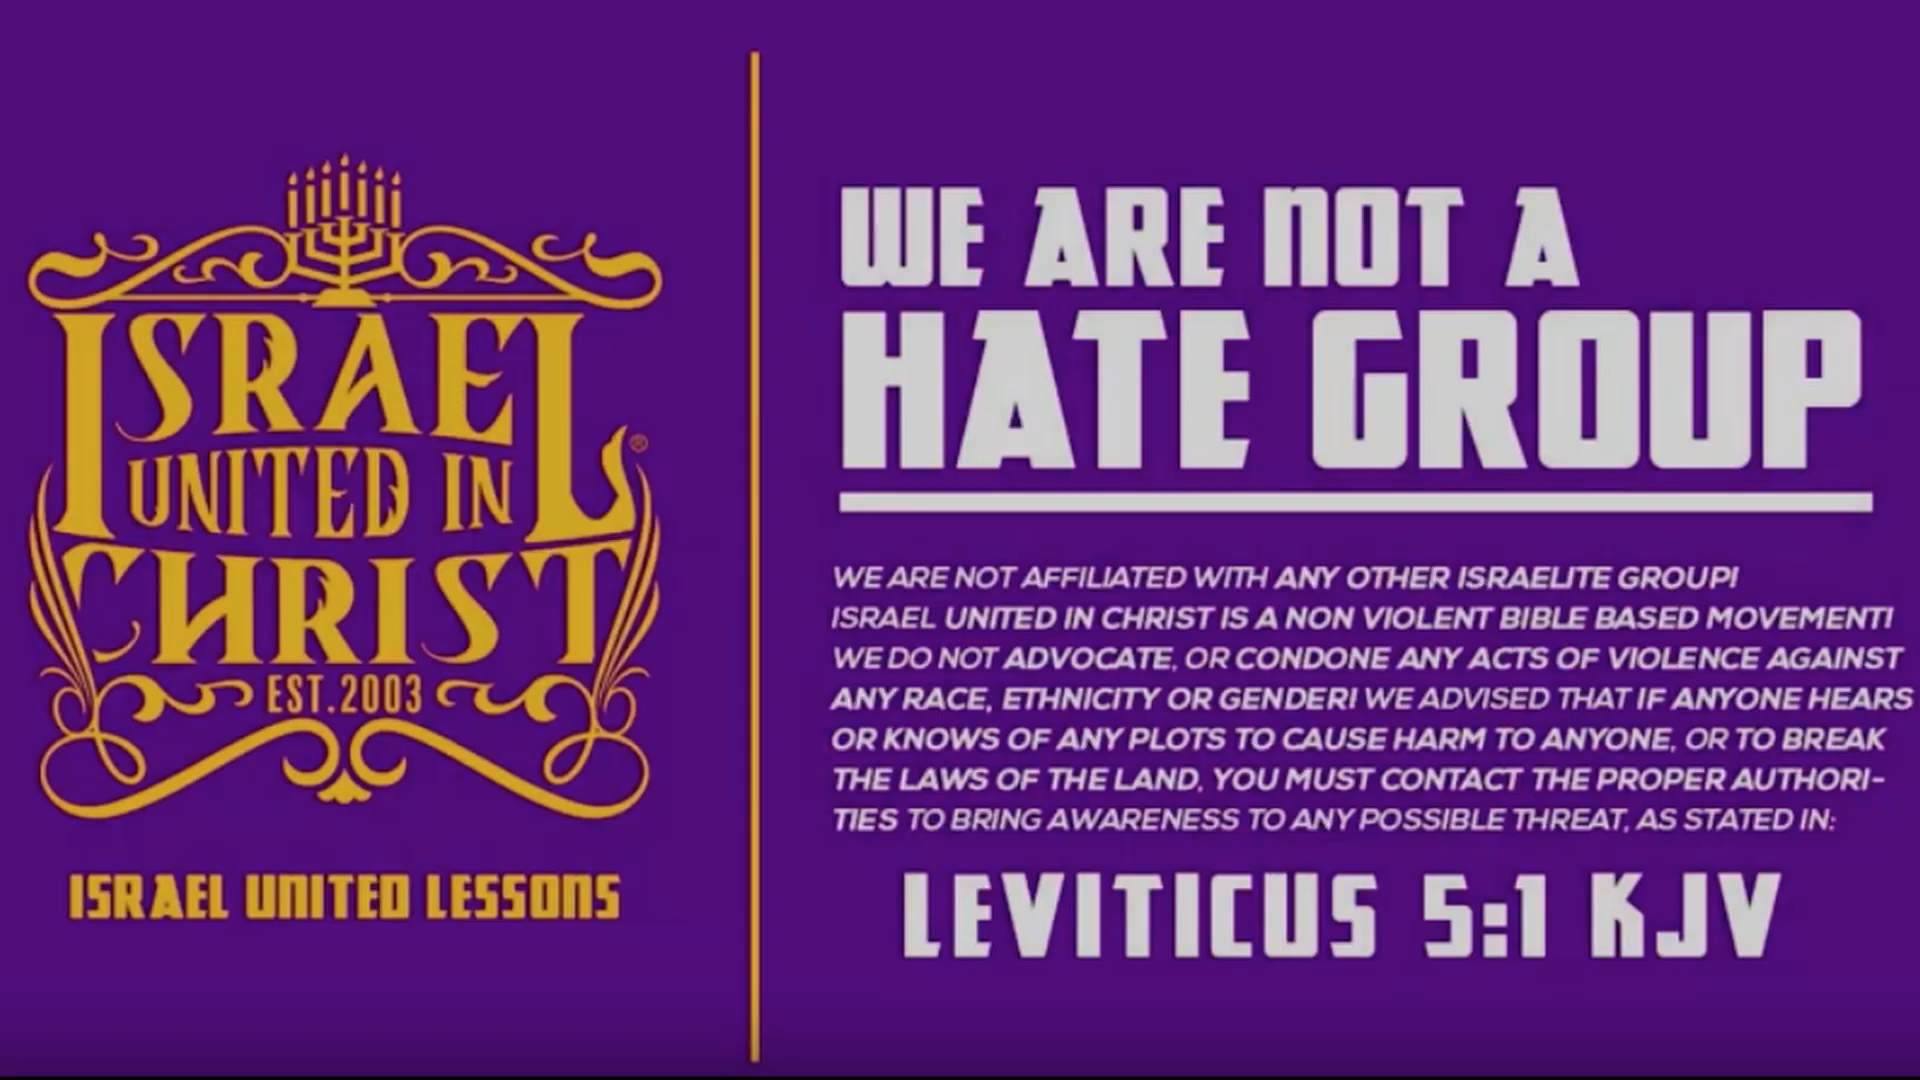 ISRAEL
UNITED IN
CHRIST
®
EST.2003
ISRAEL UNITED LESSONS
WE ARE NOT A
HATE GROUP
WE ARE NOT AFFILIATED WITH ANY OTHER ISRAELITE GROUP!
ISRAEL UNITED IN CHRIST IS A NON VIOLENT BIBLE BASED MOVEMENT!
WE DO NOT ADVOCATE, OR CONDONE ANY ACTS OF VIOLENCE AGAINST
ANY RACE, ETHNICITY OR GENDER! WE ADVISED THAT IF ANYONE HEARS
OR KNOWS OF ANY PLOTS TO CAUSE HARM TO ANYONE, OR TO BREAK
THE LAWS OF THE LAND, YOU MUST CONTACT THE PROPER AUTHORI-
TIES TO BRING AWARENESS TO ANY POSSIBLE THREAT, AS STATED IN:
LEVITICUS 5:1 KJV